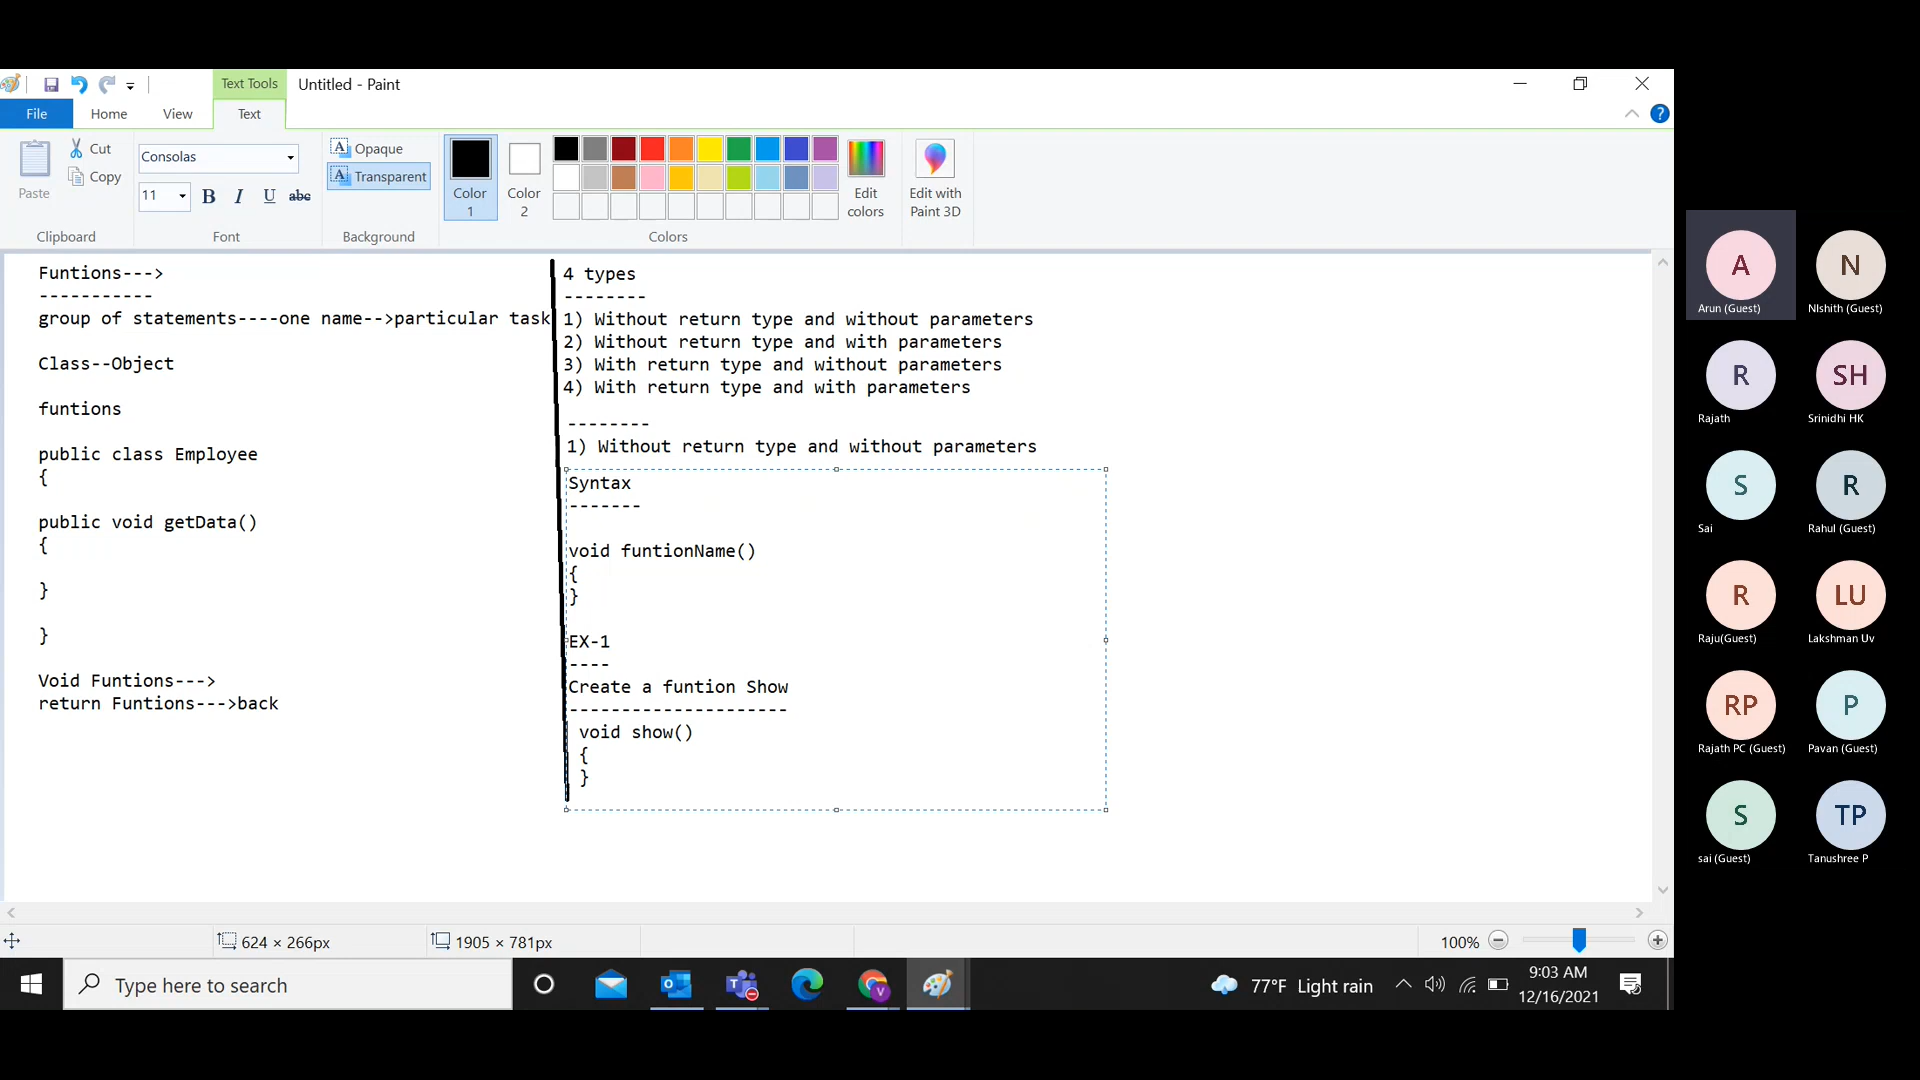 Text Tools
Untitled - Paint
File
Home
View
Text
Paste
Cut
Copy
Clipboard
Consolas
11
B I U abc
Font
A Opaque
A Transparent
Background
Color
1
Color
2
Colors
Edit
colors
Edit with
Paint 3D
Funtions--->
-----------
group of statements----one name-->particular task
Class--Object
funtions
public class Employee
{
public void getData()
{
}
}
Void Funtions--->
return Funtions--->back
4 types
--------
1) Without return type and without parameters
2) Without return type and with parameters
3) With return type and without parameters
4) With return type and with parameters
--------
1) Without return type and without parameters
Syntax
-------
void funtionName()
{
}
EX-1
----
Create a funtion Show
---------------------
void show()
{
}
624 × 266px
1905 × 781px
100%
Type here to search
77°F Light rain
9:03 AM
12/16/2021
A
Arun (Guest)
N
NIshith (Guest)
R
Rajath
SH
Srinidhi HK
S
Sai
R
Rahul (Guest)
R
Raju(Guest)
LU
Lakshman Uv
RP
Rajath PC (Guest)
P
Pavan (Guest)
S
sai (Guest)
TP
Tanushree P